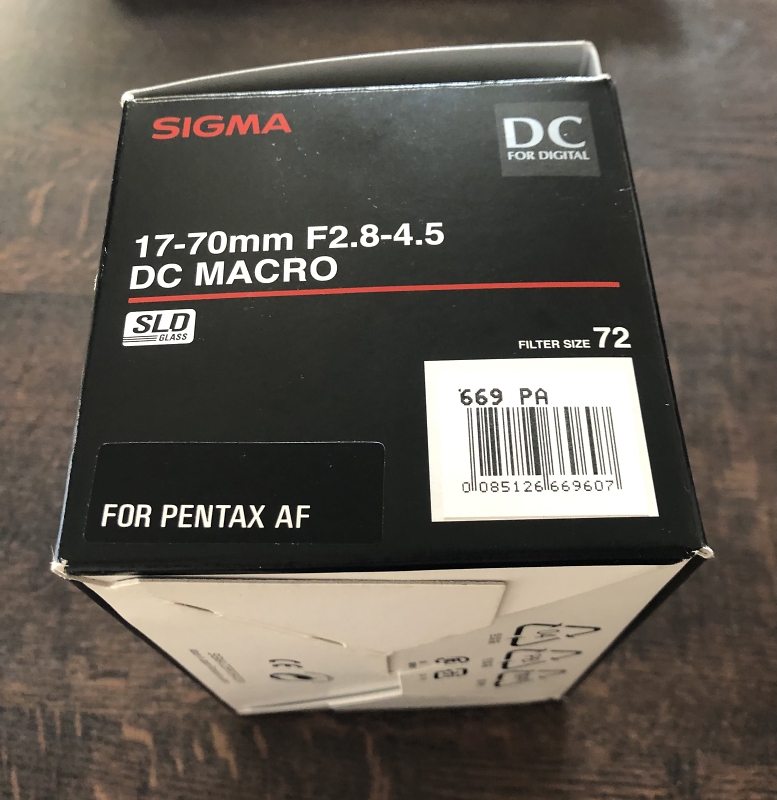 SIGMA
DC
FOR DIGITAL
17-70mm F2.8-4.5
DC MACRO
SLD
GLASS
FILTER SIZE 72
669 PA
0 085126 669607
FOR PENTAX AF
CE